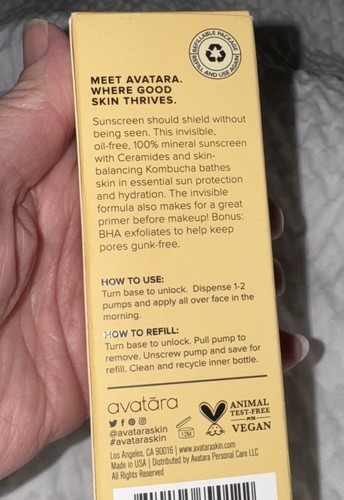 REFILLABLE PACKAGE
REFILL AND USE AGAIN
MEET AVATARA.
WHERE GOOD
SKIN THRIVES.
Sunscreen should shield without
being seen. This invisible,
oil-free, 100% mineral sunscreen
with Ceramides and skin-
balancing Kombucha bathes
skin in essential sun protection
and hydration. The invisible
formula also makes for a great
primer before makeup! Bonus:
BHA exfoliates to help keep
pores gunk-free.
HOW TO USE:
Turn base to unlock. Dispense 1-2
pumps and apply all over face in the
morning.
HOW TO REFILL:
Turn base to unlock. Pull pump to
remove. Unscrew pump and save for
refill. Clean and recycle inner bottle.
avatāra
@avataraskin
#avataraskin
12M
ANIMAL
TEST-FREE
PETA
VEGAN
Los Angeles, CA 90016 | www.avataraskin.com
Made in USA | Distributed by Avatara Personal Care LLC
All Rights Reserved